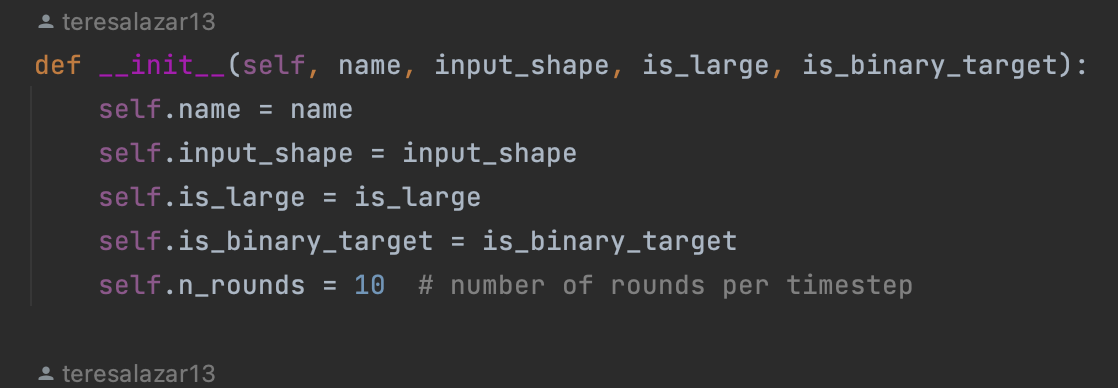 teresalazar13
def __init__(self, name, input_shape, is_large, is_binary_target):
    self.name = name
    self.input_shape = input_shape
    self.is_large = is_large
    self.is_binary_target = is_binary_target
    self.n_rounds = 10  # number of rounds per timestep
teresalazar13